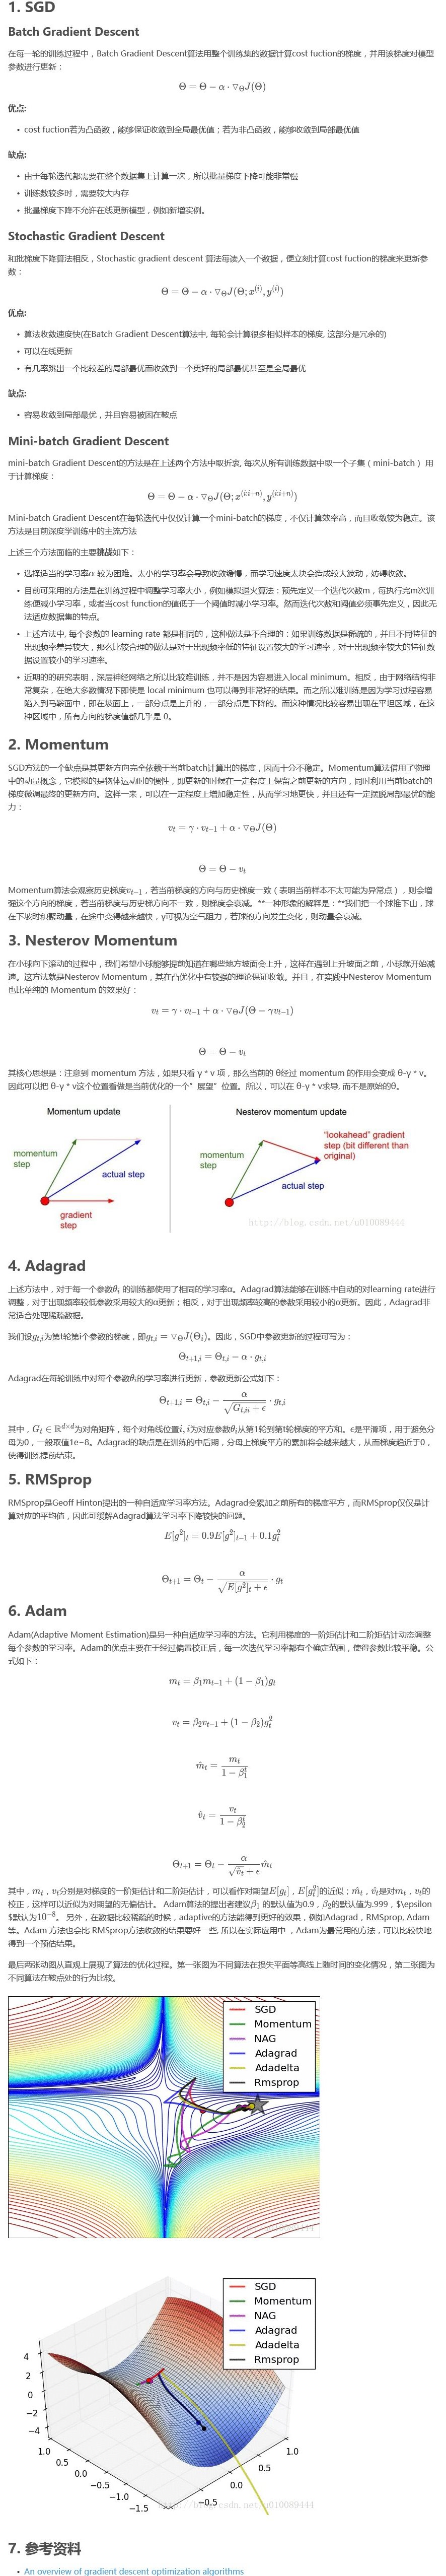 1. SGD
Batch Gradient Descent
在每一轮的训练过程中，Batch Gradient Descent算法用整个训练集的数据计算cost fuction的梯度，并用该梯度对模型
参数进行更新：
Θ = Θ − α · ▽ΘJ(Θ)
优点:
• cost fuction若为凸函数，能够保证收敛到全局最优值；若为非凸函数，能够收敛到局部最优值
缺点:
• 由于每轮迭代都需要在整个数据集上计算一次，所以批量梯度下降可能非常慢
• 训练数较多时，需要较大内存
• 批量梯度下降不允许在线更新模型，例如新增实例。
Stochastic Gradient Descent
和批梯度下降算法相反，Stochastic gradient descent 算法每读入一个数据，便立刻计算cost fuction的梯度来更新参
数：
Θ = Θ − α · ▽ΘJ(Θ; x^(i), y^(i))
优点:
• 算法收敛速度快(在Batch Gradient Descent算法中, 每轮会计算很多相似样本的梯度, 这部分是冗余的)
• 可以在线更新
• 有几率跳出一个比较差的局部最优而收敛到一个更好的局部最优甚至是全局最优
缺点:
• 容易收敛到局部最优，并且容易被困在鞍点
Mini-batch Gradient Descent
mini-batch Gradient Descent的方法是在上述两个方法中取折衷, 每次从所有训练数据中取一个子集（mini-batch） 用
于计算梯度：
Θ = Θ − α · ▽ΘJ(Θ; x^(i:i+n), y^(i:i+n))
Mini-batch Gradient Descent在每轮迭代中仅仅计算一个mini-batch的梯度，不仅计算效率高，而且收敛较为稳定。该
方法是目前深度学训练中的主流方法
上述三个方法面临的主要挑战如下：
• 选择适当的学习率α 较为困难。太小的学习率会导致收敛缓慢，而学习速度太块会造成较大波动，妨碍收敛。
• 目前可采用的方法是在训练过程中调整学习率大小，例如模拟退火算法：预先定义一个迭代次数m，每执行完m次训
练便减小学习率，或者当cost function的值低于一个阈值时减小学习率。然而迭代次数和阈值必须事先定义，因此无
法适应数据集的特点。
• 上述方法中, 每个参数的 learning rate 都是相同的，这种做法是不合理的：如果训练数据是稀疏的，并且不同特征的
出现频率差异较大，那么比较合理的做法是对于出现频率低的特征设置较大的学习速率，对于出现频率较大的特征数
据设置较小的学习速率。
• 近期的的研究表明，深层神经网络之所以比较难训练，并不是因为容易进入local minimum。相反，由于网络结构非
常复杂，在绝大多数情况下即使是 local minimum 也可以得到非常好的结果。而之所以难训练是因为学习过程容易
陷入到马鞍面中，即在坡面上，一部分点是上升的，一部分点是下降的。而这种情况比较容易出现在平坦区域，在这
种区域中，所有方向的梯度值都几乎是 0。
2. Momentum
SGD方法的一个缺点是其更新方向完全依赖于当前batch计算出的梯度，因而十分不稳定。Momentum算法借用了物理
中的动量概念，它模拟的是物体运动时的惯性，即更新的时候在一定程度上保留之前更新的方向，同时利用当前batch的
梯度微调最终的更新方向。这样一来，可以在一定程度上增加稳定性，从而学习地更快，并且还有一定摆脱局部最优的能
力：
v_t = γ · v_{t−1} + α · ▽ΘJ(Θ)
Θ = Θ − v_t
Momentum算法会观察历史梯度v_{t−1}，若当前梯度的方向与历史梯度一致（表明当前样本不太可能为异常点），则会增
强这个方向的梯度，若当前梯度与历史梯方向不一致，则梯度会衰减。**一种形象的解释是：**我们把一个球推下山，球
在下坡时积聚动量，在途中变得越来越快，γ可视为空气阻力，若球的方向发生变化，则动量会衰减。
3. Nesterov Momentum
在小球向下滚动的过程中，我们希望小球能够提前知道在哪些地方坡面会上升，这样在遇到上升坡面之前，小球就开始减
速。这方法就是Nesterov Momentum，其在凸优化中有较强的理论保证收敛。并且，在实践中Nesterov Momentum
也比单纯的 Momentum 的效果好：
v_t = γ · v_{t−1} + α · ▽ΘJ(Θ − γv_{t−1})
Θ = Θ − v_t
其核心思想是：注意到 momentum 方法，如果只看 γ * v 项，那么当前的 θ经过 momentum 的作用会变成 θ-γ * v。
因此可以把 θ-γ * v这个位置看做是当前优化的一个”展望”位置。所以，可以在 θ-γ * v求导, 而不是原始的θ。
Momentum update
momentum
step
actual step
gradient
step
Nesterov momentum update
“lookahead” gradient
step (bit different than
original)
momentum
step
actual step
http://blog.csdn.net/u010089444
4. Adagrad
上述方法中，对于每一个参数θ_i 的训练都使用了相同的学习率α。Adagrad算法能够在训练中自动的对learning rate进行
调整，对于出现频率较低参数采用较大的α更新；相反，对于出现频率较高的参数采用较小的α更新。因此，Adagrad非
常适合处理稀疏数据。
我们设g_{t,i}为第t轮第i个参数的梯度，即g_{t,i} = ▽ΘJ(Θ_i)。因此，SGD中参数更新的过程可写为：
Θ_{t+1,i} = Θ_{t,i} − α · g_{t,i}
Adagrad在每轮训练中对每个参数θ_i的学习率进行更新，参数更新公式如下：
Θ_{t+1,i} = Θ_{t,i} − α/√(G_{t,ii} + ϵ) · g_{t,i}
其中，G_t ∈ ℝ^{d×d}为对角矩阵，每个对角线位置i, i为对应参数θ_i从第1轮到第t轮梯度的平方和。ϵ是平滑项，用于避免分
母为0，一般取值1e−8。Adagrad的缺点是在训练的中后期，分母上梯度平方的累加将会越来越大，从而梯度趋近于0，
使得训练提前结束。
5. RMSprop
RMSprop是Geoff Hinton提出的一种自适应学习率方法。Adagrad会累加之前所有的梯度平方，而RMSprop仅仅是计
算对应的平均值，因此可缓解Adagrad算法学习率下降较快的问题。
E[g²]_t = 0.9E[g²]_{t−1} + 0.1g_t²
Θ_{t+1} = Θ_t − α/√(E[g²]_t + ϵ) · g_t
6. Adam
Adam(Adaptive Moment Estimation)是另一种自适应学习率的方法。它利用梯度的一阶矩估计和二阶矩估计动态调整
每个参数的学习率。Adam的优点主要在于经过偏置校正后，每一次迭代学习率都有个确定范围，使得参数比较平稳。公
式如下：
m_t = β_1m_{t−1} + (1 − β_1)g_t
v_t = β_2v_{t−1} + (1 − β_2)g_t²
m̂_t = m_t/(1 − β_1^t)
v̂_t = v_t/(1 − β_2^t)
Θ_{t+1} = Θ_t − α/(√v̂_t + ϵ) m̂_t
其中，m_t，v_t分别是对梯度的一阶矩估计和二阶矩估计，可以看作对期望E[g_t]，E[g_t²]的近似；m̂_t，v̂_t是对m_t，v_t的
校正，这样可以近似为对期望的无偏估计。 Adam算法的提出者建议β_1 的默认值为0.9，β_2的默认值为.999，$\epsilon
$默认为10^{−8}。 另外，在数据比较稀疏的时候，adaptive的方法能得到更好的效果，例如Adagrad，RMSprop, Adam
等。Adam 方法也会比 RMSprop方法收敛的结果要好一些, 所以在实际应用中 ，Adam为最常用的方法，可以比较快地
得到一个预估结果。
最后两张动图从直观上展现了算法的优化过程。第一张图为不同算法在损失平面等高线上随时间的变化情况，第二张图为
不同算法在鞍点处的行为比较。
SGD
Momentum
NAG
Adagrad
Adadelta
Rmsprop
SGD
Momentum
NAG
Adagrad
Adadelta
Rmsprop
4
2
0
−2
−4
1.0
0.5
0.0
−0.5
−1.0
−1.5
−0.5
0.0
0.5
1.0
http://blog.csdn.net/u010089444
7. 参考资料
• An overview of gradient descent optimization algorithms